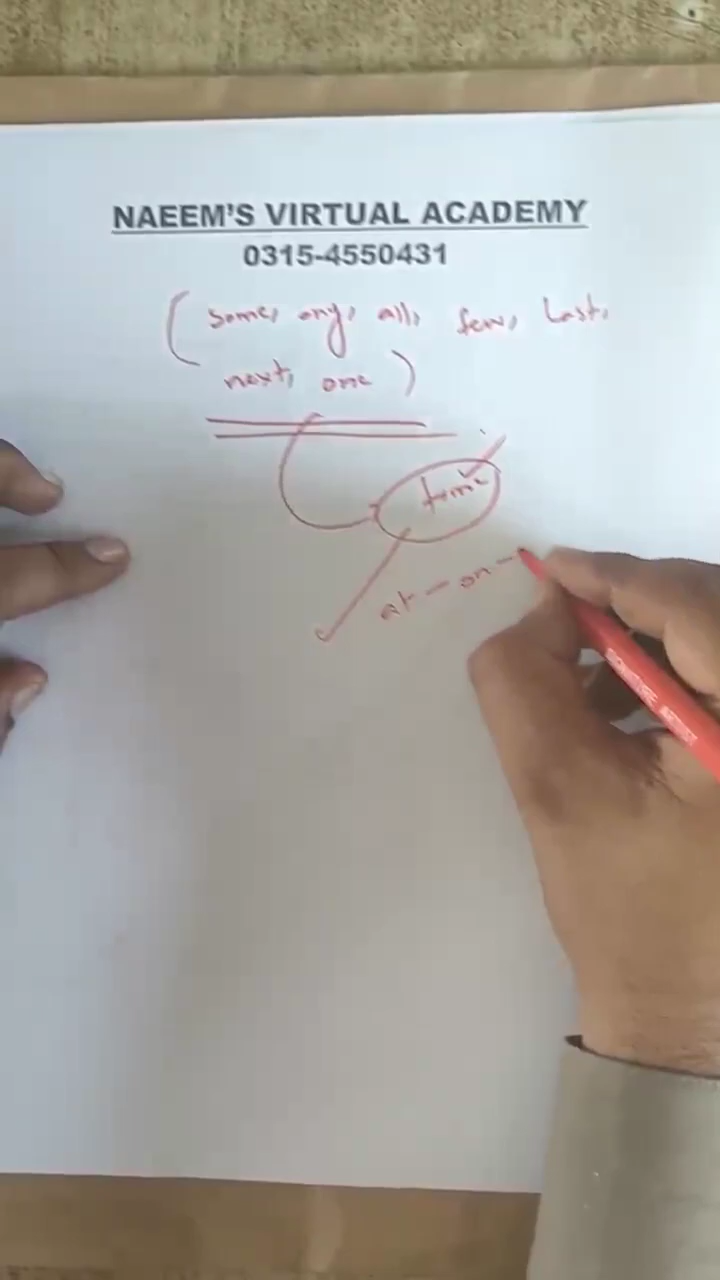 NAEEM'S VIRTUAL ACADEMY
0315-4550431
( some, any, all, few, last,
next, one )
time
at - on -